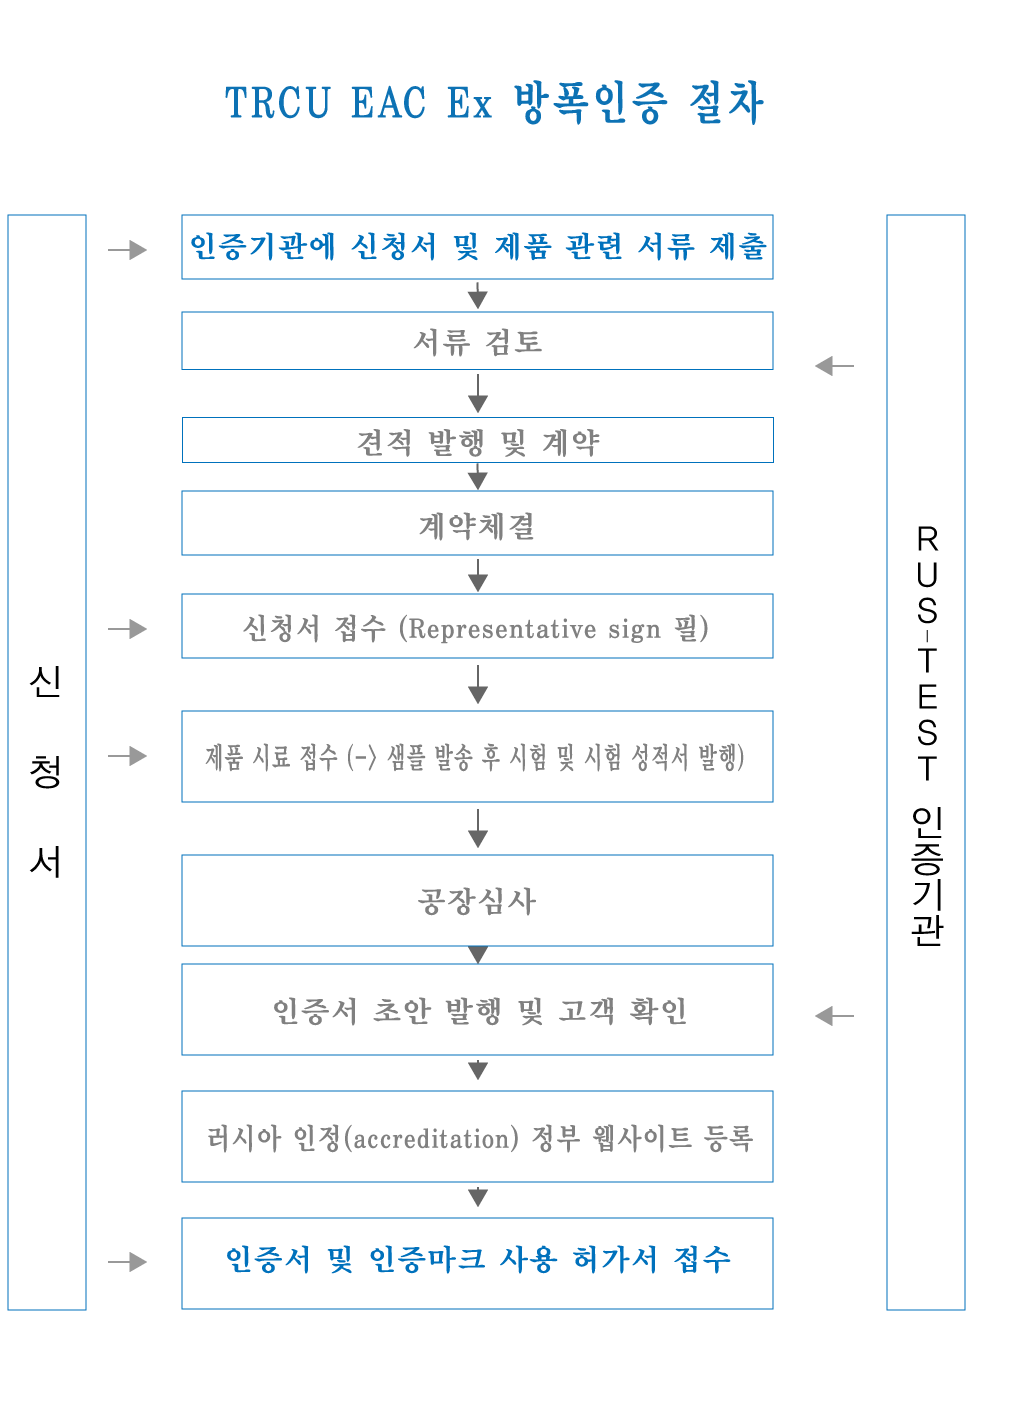 TRCU EAC Ex 방폭인증 절차
인증기관에 신청서 및 제품 관련 서류 제출
서류 검토
견적 발행 및 계약
계약체결
신청서 접수 (Representative sign 필)
제품 시료 접수 (-> 샘플 발송 후 시험 및 시험 성적서 발행)
공장심사
인증서 초안 발행 및 고객 확인
러시아 인정(accreditation) 정부 웹사이트 등록
인증서 및 인증마크 사용 허가서 접수
신청서
RUS-TEST 인증기관